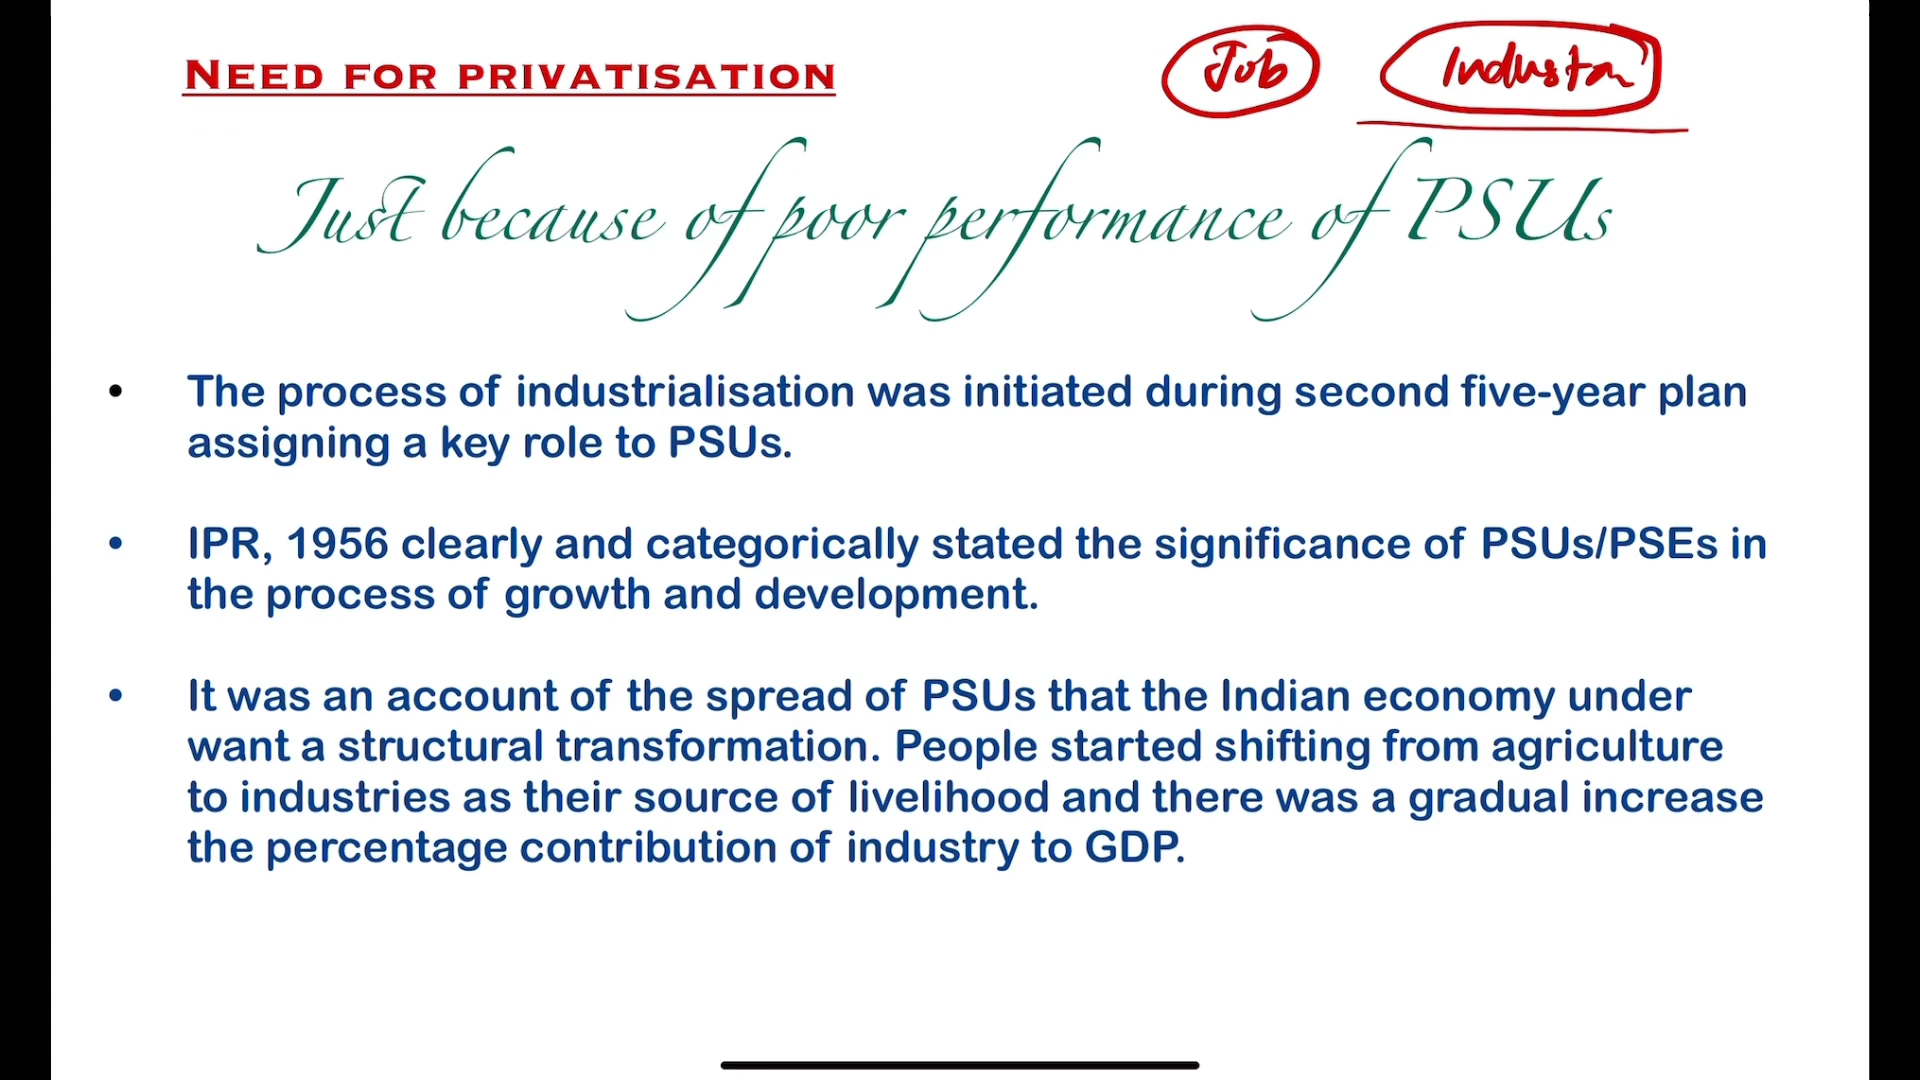 NEED FOR PRIVATISATION
Job
Just because of poor performance of PSUs
• The process of industrialisation was initiated during second five-year plan
assigning a key role to PSUs.
• IPR, 1956 clearly and categorically stated the significance of PSUs/PSEs in
the process of growth and development.
• It was an account of the spread of PSUs that the Indian economy under
want a structural transformation. People started shifting from agriculture
to industries as their source of livelihood and there was a gradual increase
the percentage contribution of industry to GDP.